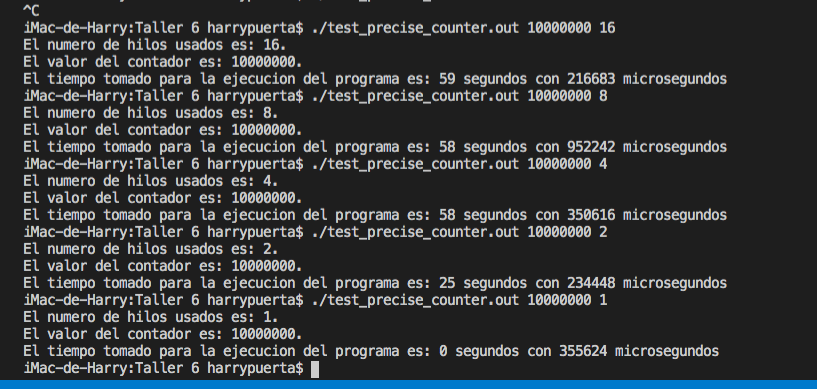 ^C
iMac-de-Harry:Taller 6 harrypuerta$ ./test_precise_counter.out 10000000 16
El numero de hilos usados es: 16.
El valor del contador es: 10000000.
El tiempo tomado para la ejecucion del programa es: 59 segundos con 216683 microsegundos
iMac-de-Harry:Taller 6 harrypuerta$ ./test_precise_counter.out 10000000 8
El numero de hilos usados es: 8.
El valor del contador es: 10000000.
El tiempo tomado para la ejecucion del programa es: 58 segundos con 952242 microsegundos
iMac-de-Harry:Taller 6 harrypuerta$ ./test_precise_counter.out 10000000 4
El numero de hilos usados es: 4.
El valor del contador es: 10000000.
El tiempo tomado para la ejecucion del programa es: 58 segundos con 350616 microsegundos
iMac-de-Harry:Taller 6 harrypuerta$ ./test_precise_counter.out 10000000 2
El numero de hilos usados es: 2.
El valor del contador es: 10000000.
El tiempo tomado para la ejecucion del programa es: 25 segundos con 234448 microsegundos
iMac-de-Harry:Taller 6 harrypuerta$ ./test_precise_counter.out 10000000 1
El numero de hilos usados es: 1.
El valor del contador es: 10000000.
El tiempo tomado para la ejecucion del programa es: 0 segundos con 355624 microsegundos
iMac-de-Harry:Taller 6 harrypuerta$